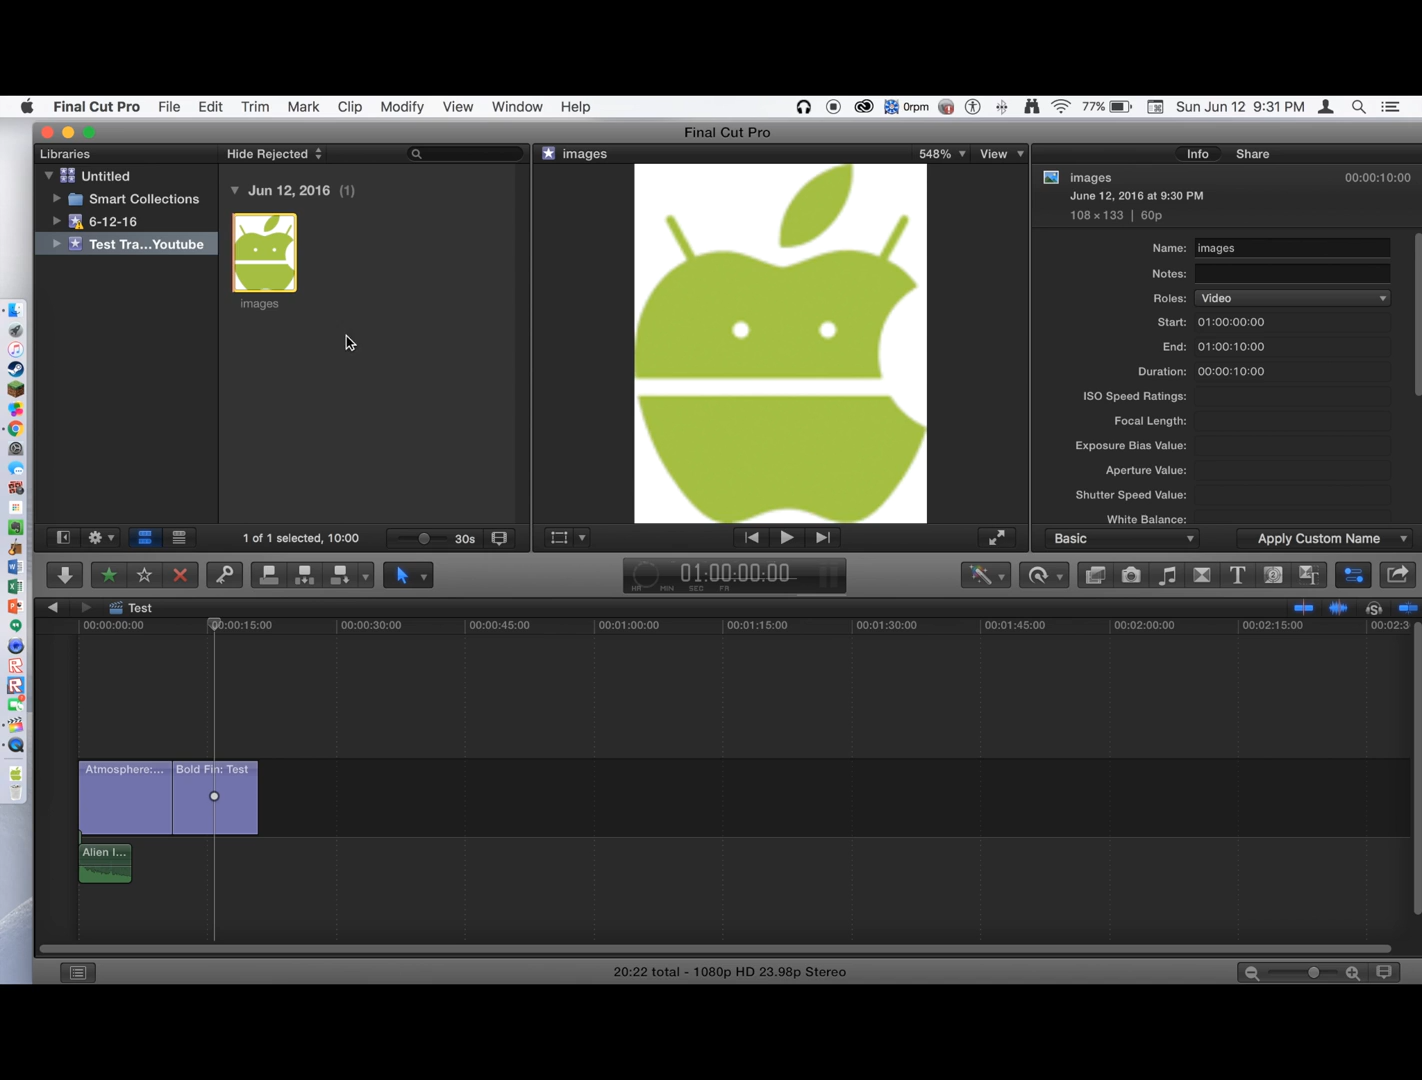 Final Cut Pro File Edit Trim Mark Clip Modify View Window Help 0rpm 77% Sun Jun 12 9:31 PM
Final Cut Pro
Libraries Hide Rejected images 548% View Info Share
Untitled
Smart Collections
6-12-16
Test Tra...Youtube
Jun 12, 2016 (1)
images
images 00:00:10:00
June 12, 2016 at 9:30 PM
108 × 133 | 60p
Name: images
Notes:
Roles: Video
Start: 01:00:00:00
End: 01:00:10:00
Duration: 00:00:10:00
ISO Speed Ratings:
Focal Length:
Exposure Bias Value:
Aperture Value:
Shutter Speed Value:
White Balance:
1 of 1 selected, 10:00 30s Basic Apply Custom Name
01:00:00:00
HR MIN SEC FR
Test
00:00:00:00 00:00:15:00 00:00:30:00 00:00:45:00 00:01:00:00 00:01:15:00 00:01:30:00 00:01:45:00 00:02:00:00 00:02:15:00 00:02:3
Atmosphere:... Bold Fin: Test
Alien I...
20:22 total - 1080p HD 23.98p Stereo